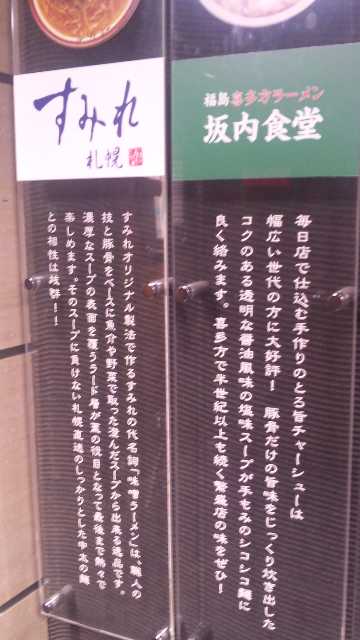 すみれ
札幌
すみれオリジナル製法で作るすみれの代名詞「味噌ラーメン」は、職人の
技と豚骨をベースに魚介や野菜で取った澄んだスープから出来る逸品です。
濃厚なスープの表面を覆うラード層が蓋の役目となって最後まで熱々で
楽しめます。そのスープに負けない札幌直送のしっかりとした中太の麺
との相性は抜群！！
福島喜多方ラーメン
坂内食堂
毎日店で仕込む手作りのとろ旨チャーシューは
幅広い世代の方に大好評！ 豚骨だけの旨味をじっくり炊き出した
コクのある透明な醤油風味の塩味スープが手もみのシコシコ麺に
良く絡みます。喜多方で半世紀以上も続く繁盛店の味をぜひ！